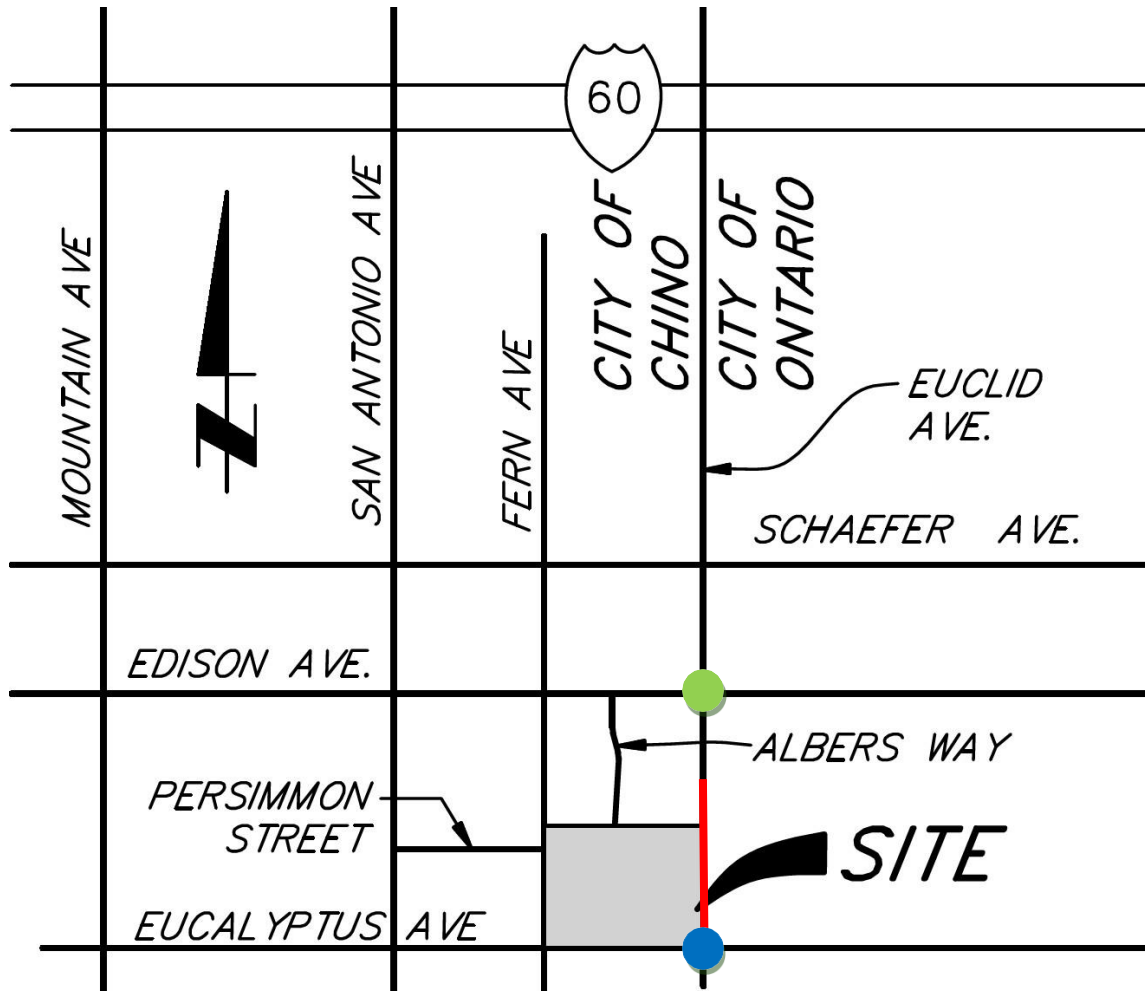 60
MOUNTAIN AVE
SAN ANTONIO AVE
FERN AVE
CITY OF
CHINO
CITY OF
ONTARIO
N
EUCLID
AVE.
SCHAEFER AVE.
EDISON AVE.
ALBERS WAY
PERSIMMON
STREET
SITE
EUCALYPTUS AVE